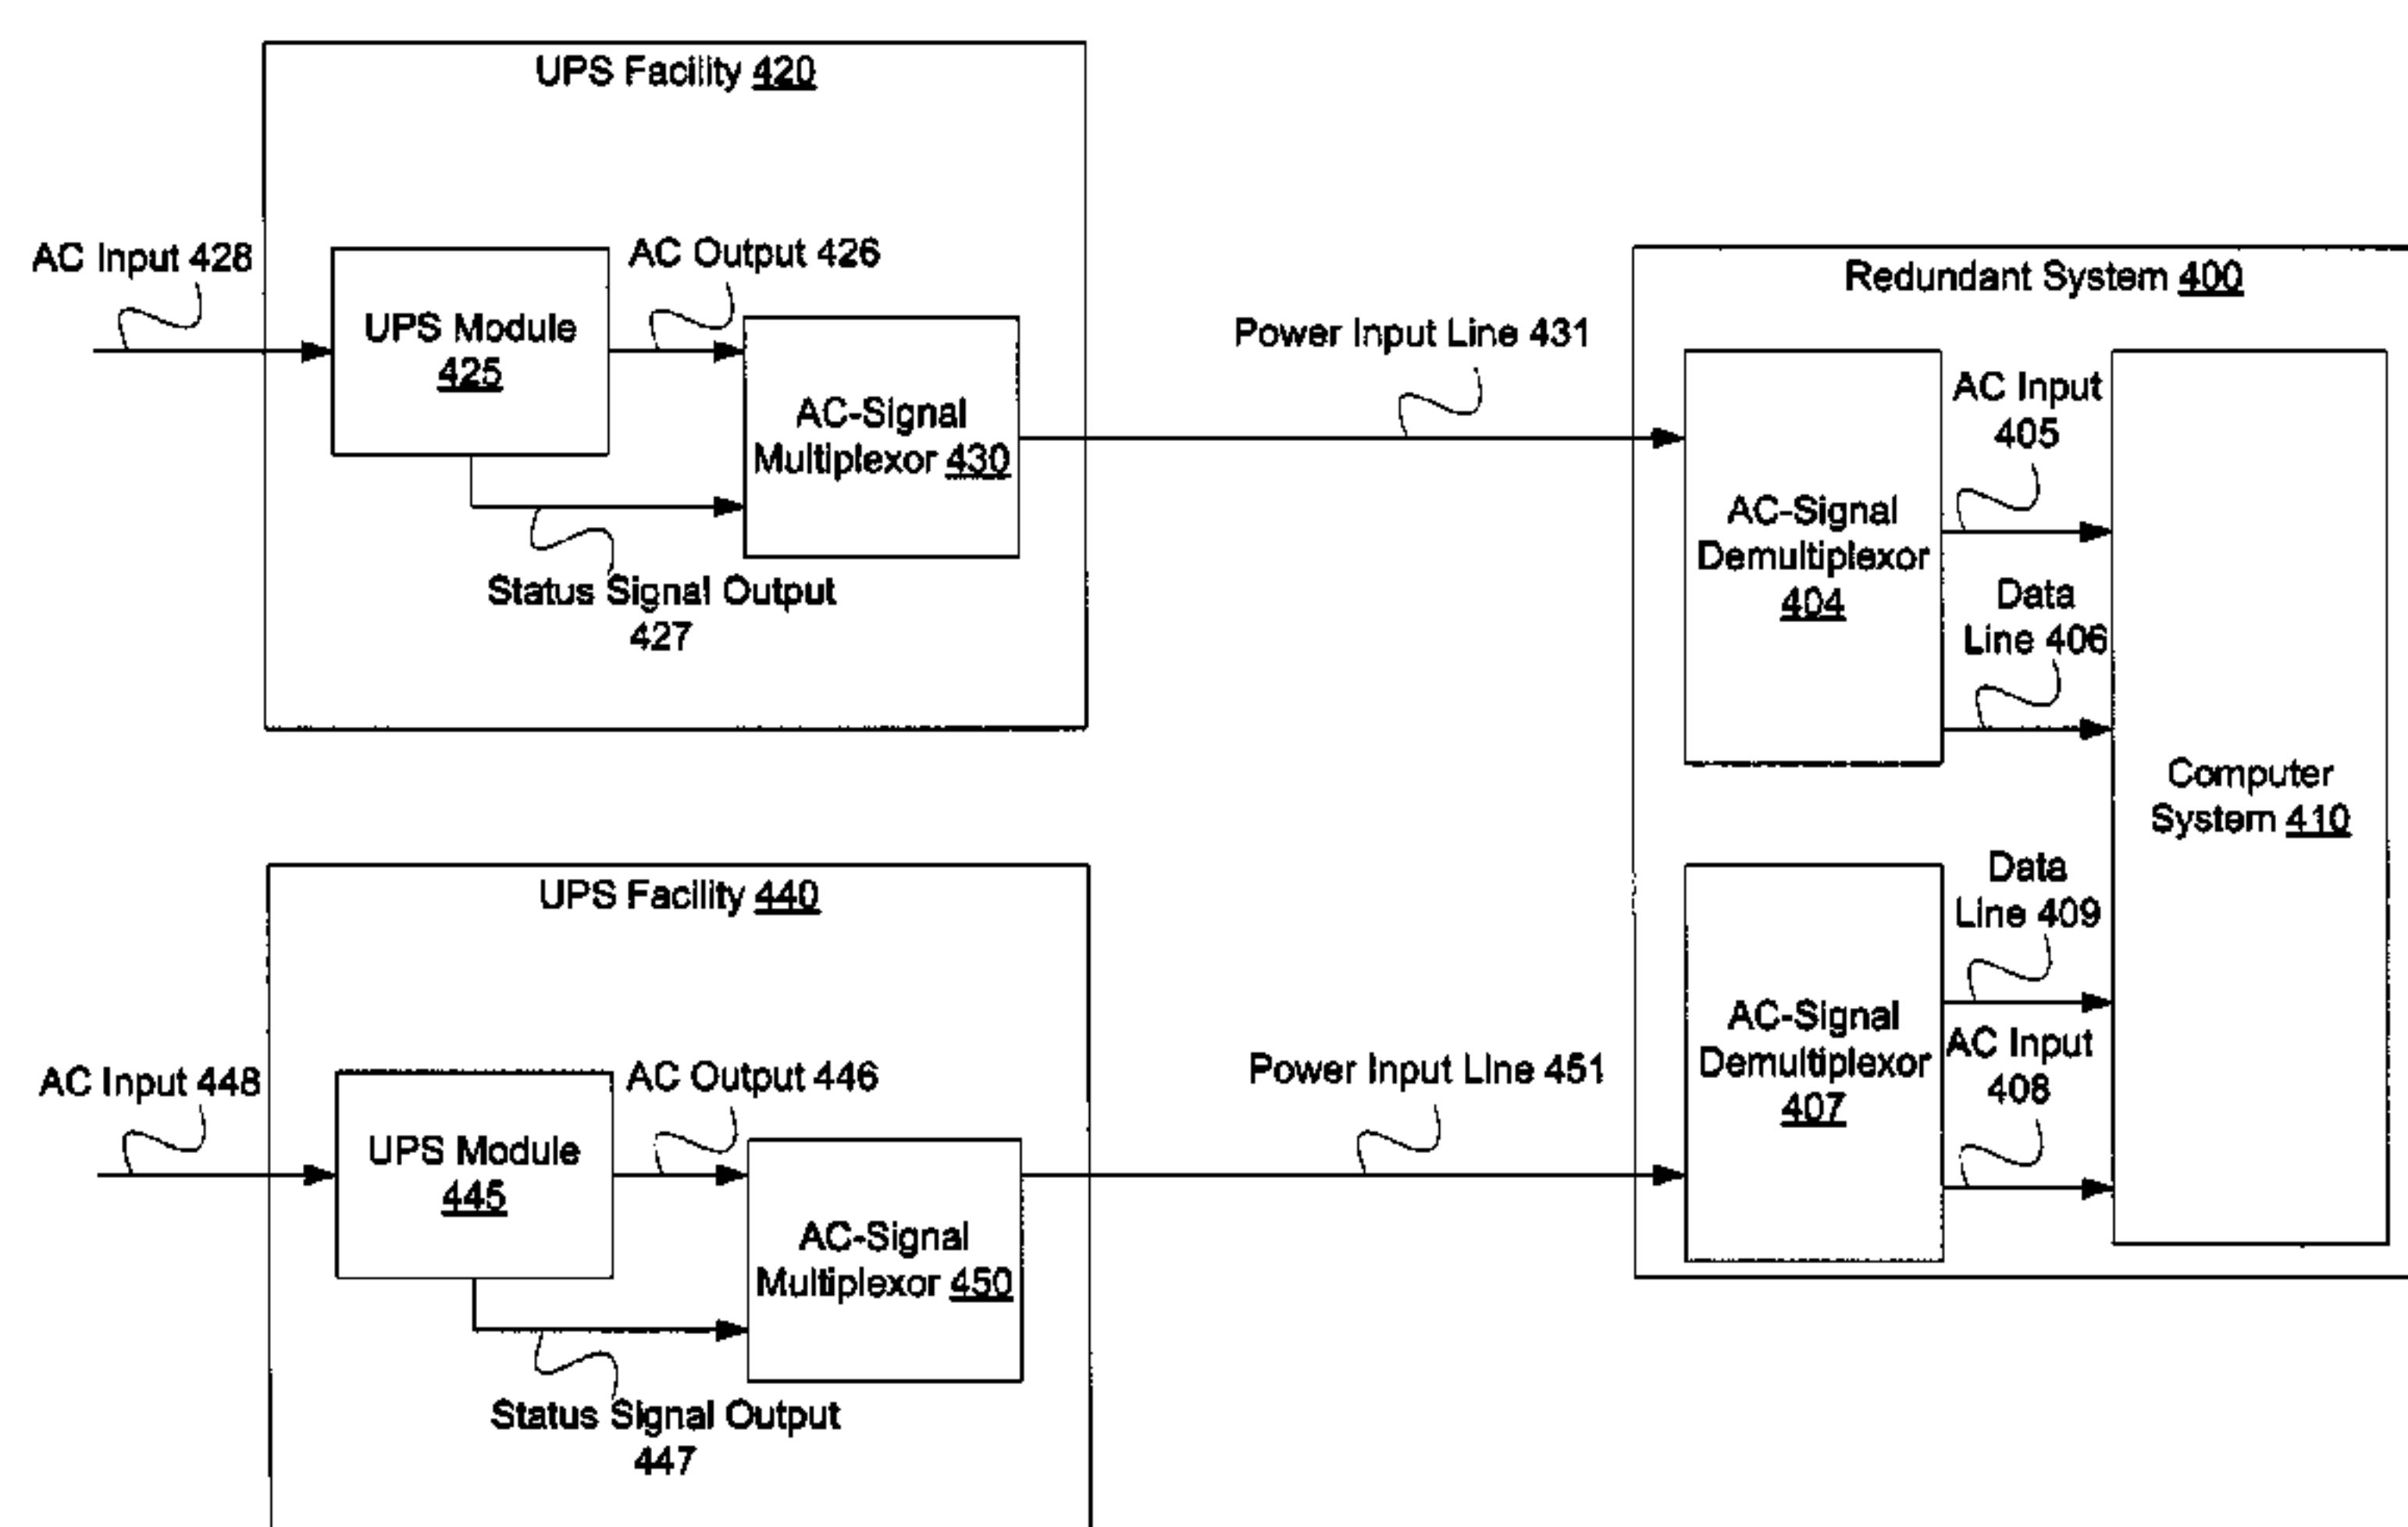 UPS Facility 420
AC Input 428
AC Output 426
UPS Module
425
AC-Signal
Multiplexor 430
Status Signal Output
427
Power Input Line 431
Redundant System 400
AC-Signal
Demultiplexor
404
AC Input
405
Data
Line 406
Computer
System 410
UPS Facility 440
AC Input 448
AC Output 446
UPS Module
445
AC-Signal
Multiplexor 450
Status Signal Output
447
Power Input Line 451
AC-Signal
Demultiplexor
407
Data
Line 409
AC Input
408